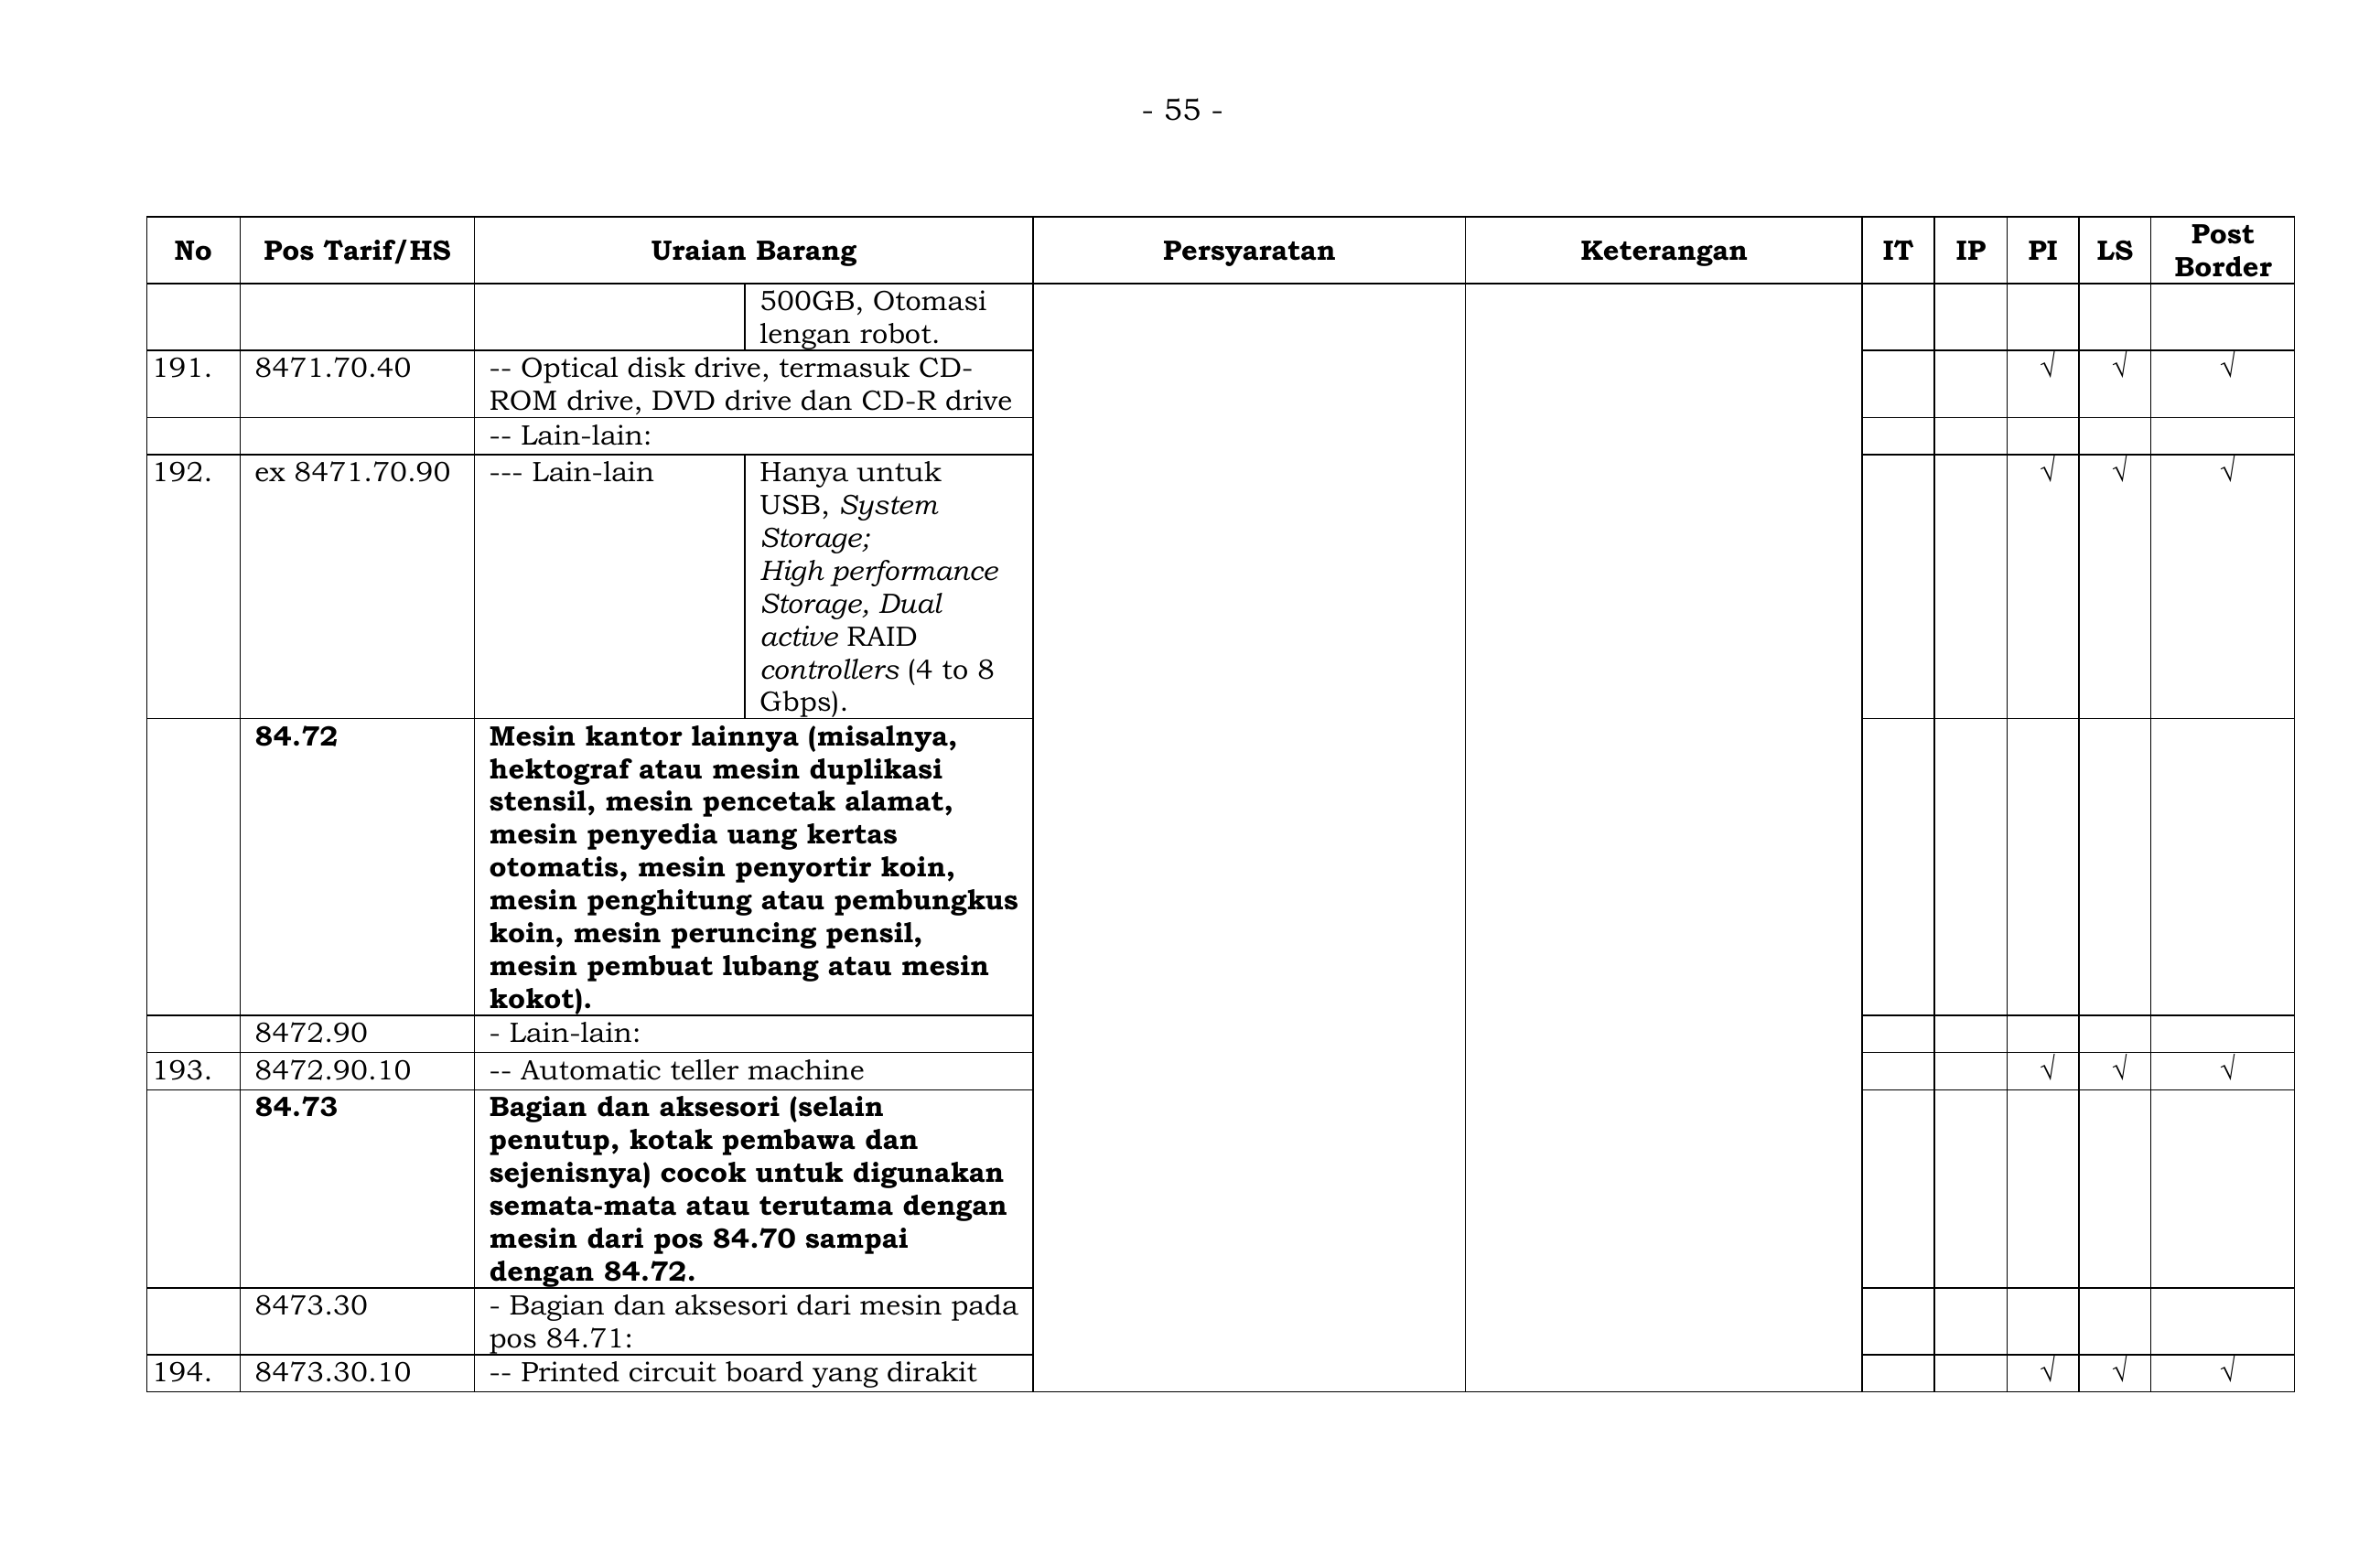 - 55 -
No Pos Tarif/HS Uraian Barang Persyaratan Keterangan IT IP PI LS Post Border
500GB, Otomasi
lengan robot.
191. 8471.70.40 -- Optical disk drive, termasuk CD- √ √ √
ROM drive, DVD drive dan CD-R drive
-- Lain-lain:
192. ex 8471.70.90 --- Lain-lain Hanya untuk √ √ √
USB, System
Storage;
High performance
Storage, Dual
active RAID
controllers (4 to 8
Gbps).
84.72 Mesin kantor lainnya (misalnya,
hektograf atau mesin duplikasi
stensil, mesin pencetak alamat,
mesin penyedia uang kertas
otomatis, mesin penyortir koin,
mesin penghitung atau pembungkus
koin, mesin peruncing pensil,
mesin pembuat lubang atau mesin
kokot).
8472.90 - Lain-lain:
193. 8472.90.10 -- Automatic teller machine √ √ √
84.73 Bagian dan aksesori (selain
penutup, kotak pembawa dan
sejenisnya) cocok untuk digunakan
semata-mata atau terutama dengan
mesin dari pos 84.70 sampai
dengan 84.72.
8473.30 - Bagian dan aksesori dari mesin pada
pos 84.71:
194. 8473.30.10 -- Printed circuit board yang dirakit √ √ √